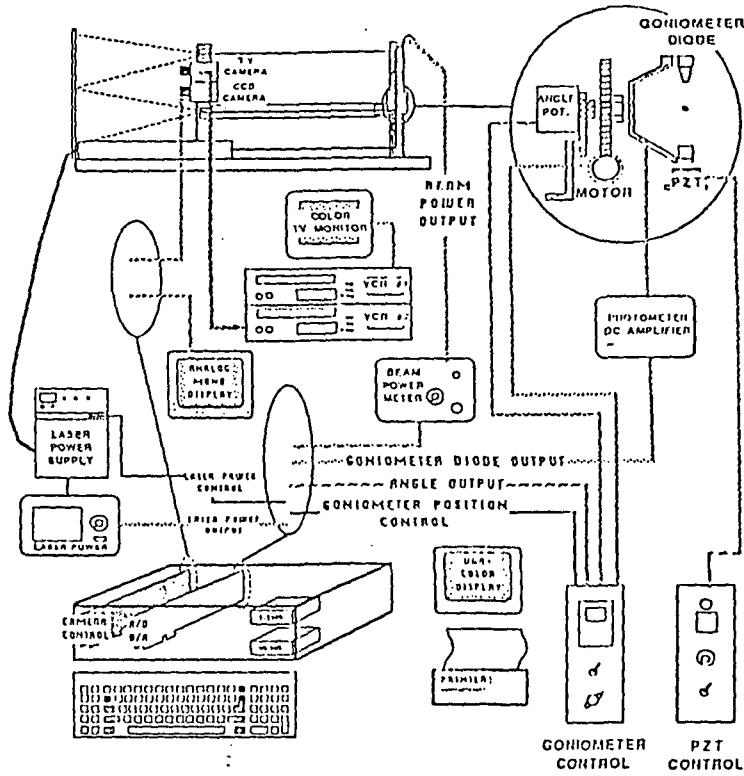 GONIOMETER
DIODE
TV
CAMERA
CCD
CAMERA
ANGLE
POT.
MOTOR
PZT
BEAM
POWER
OUTPUT
COLOR
TV MONITOR
VCR #1
VCR #2
PHOTOMETER
DC AMPLIFIER
ANALOG
MONO
DISPLAY
BEAM
POWER
METER
LASER
POWER
SUPPLY
LASER POWER
CONTROL
GONIOMETER DIODE OUTPUT
ANGLE OUTPUT
GONIOMETER POSITION
CONTROL
LASER POWER
OUTPUT
LASER POWER
COLOR
DISPLAY
CAMERA
CONTROL
A/D
D/A
PRINTER
GONIOMETER
CONTROL
PZT
CONTROL